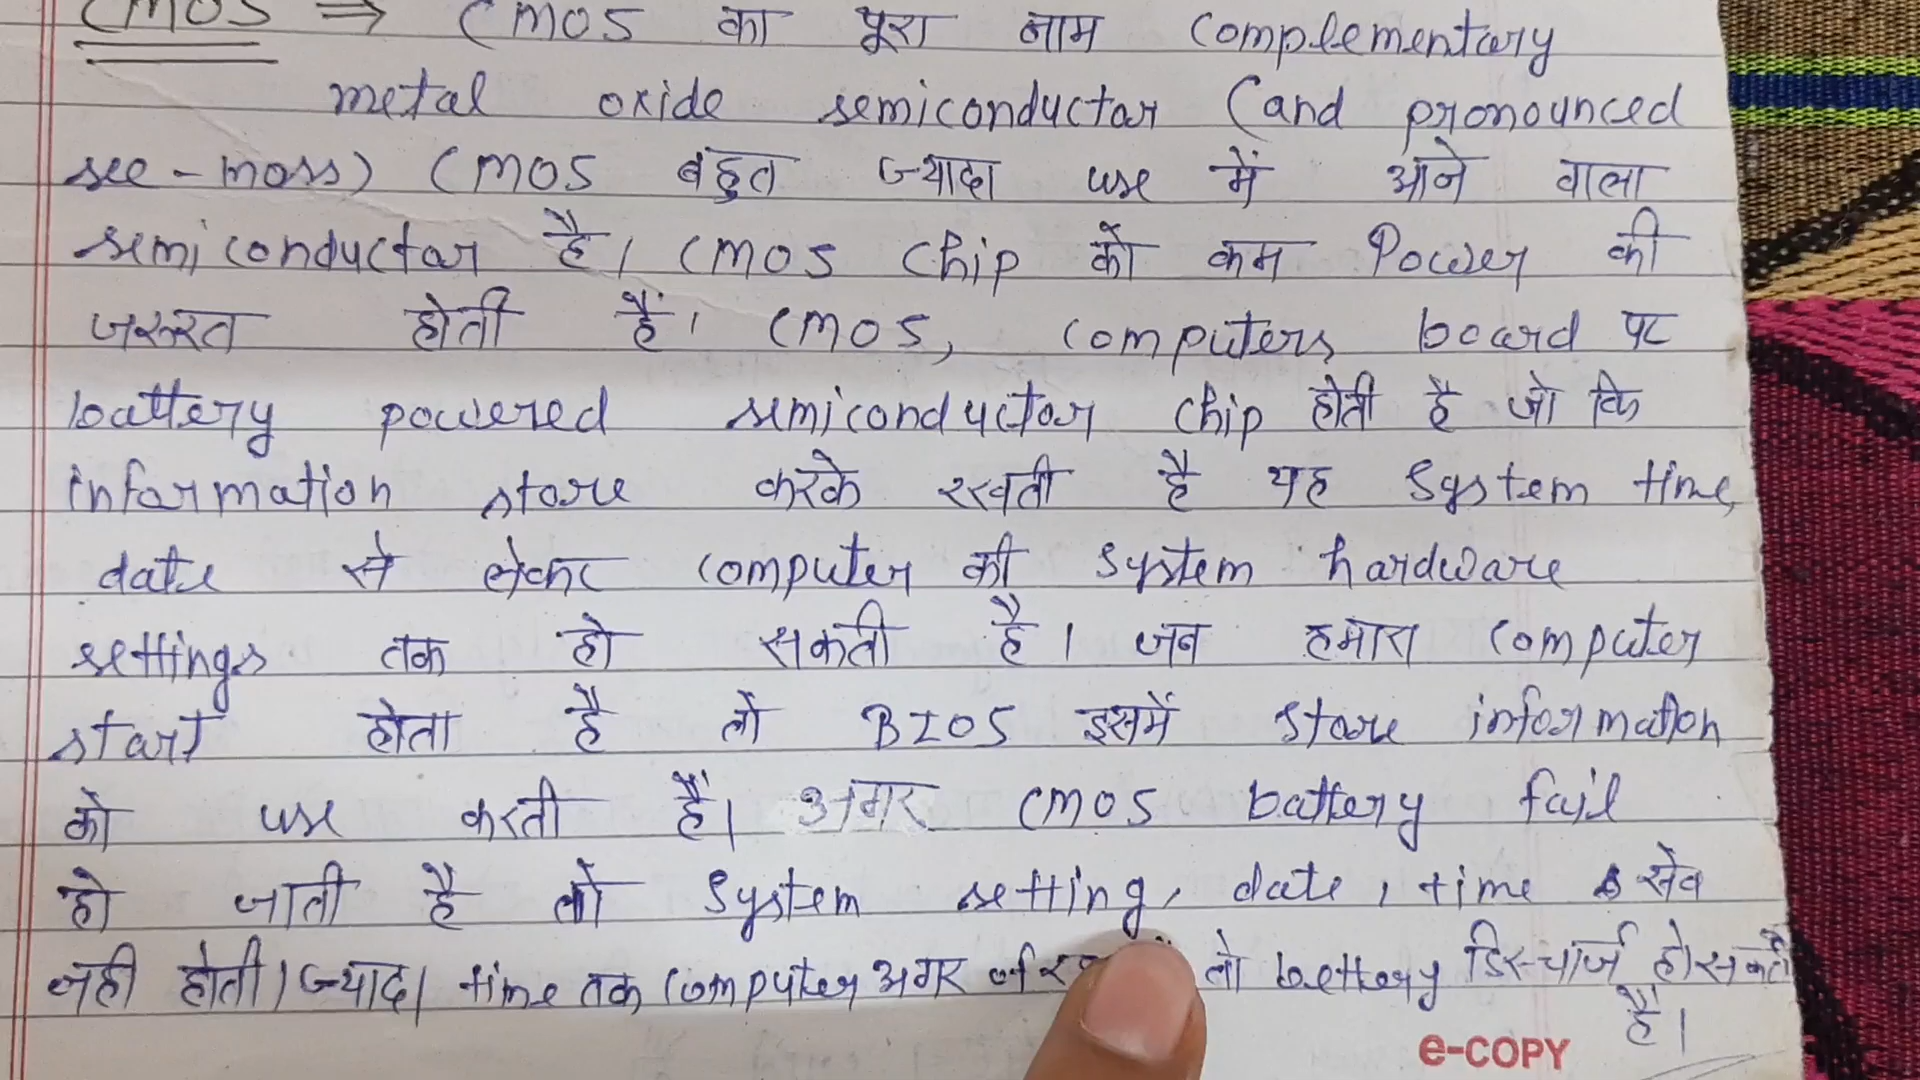 CMOS ⇒ CMOS का पूरा नाम Complementary
metal oxide semiconductor (and pronounced
see-moss) CMOS बहुत ज्यादा use में आने वाला
semiconductor है। CMOS Chip को कम Power की
जरूरत होती हैं। CMOS, Computers board पर
battery powered semiconductor Chip होती है जो कि
information store करके रखती है यह System time,
date से लेकर Computer की System hardware
settings तक हो सकती है। जब हमारा Computer
start होता है तो BIOS इसमें Store information
को use करती हैं। अगर CMOS battery fail
हो जाती है तो System setting, date, time सेव
नही होती। ज्यादा time तक Computer अगर तो bettery डिस्चार्ज हो सकती
है।
e-COPY